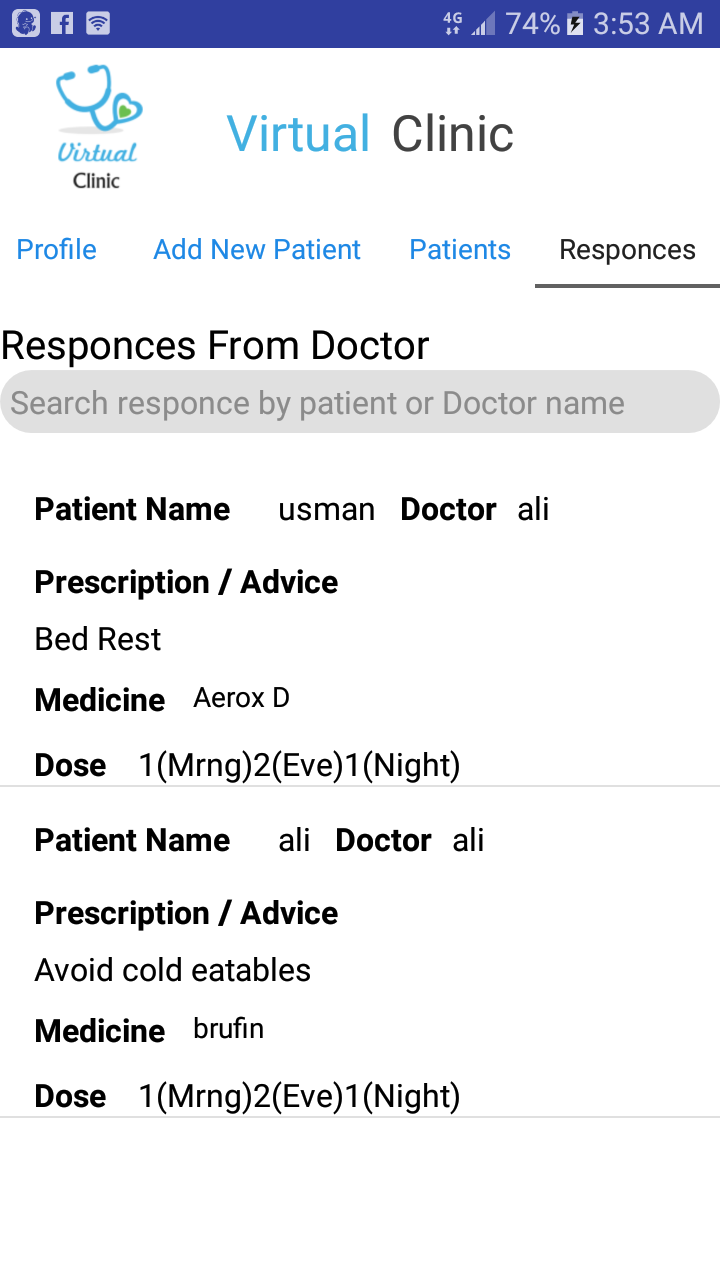 4G 74% 3:53 AM
Virtual
Clinic
Virtual Clinic
Profile Add New Patient Patients Responces
Responces From Doctor
Search responce by patient or Doctor name
Patient Name usman Doctor ali
Prescription / Advice
Bed Rest
Medicine Aerox D
Dose 1(Mrng)2(Eve)1(Night)
Patient Name ali Doctor ali
Prescription / Advice
Avoid cold eatables
Medicine brufin
Dose 1(Mrng)2(Eve)1(Night)